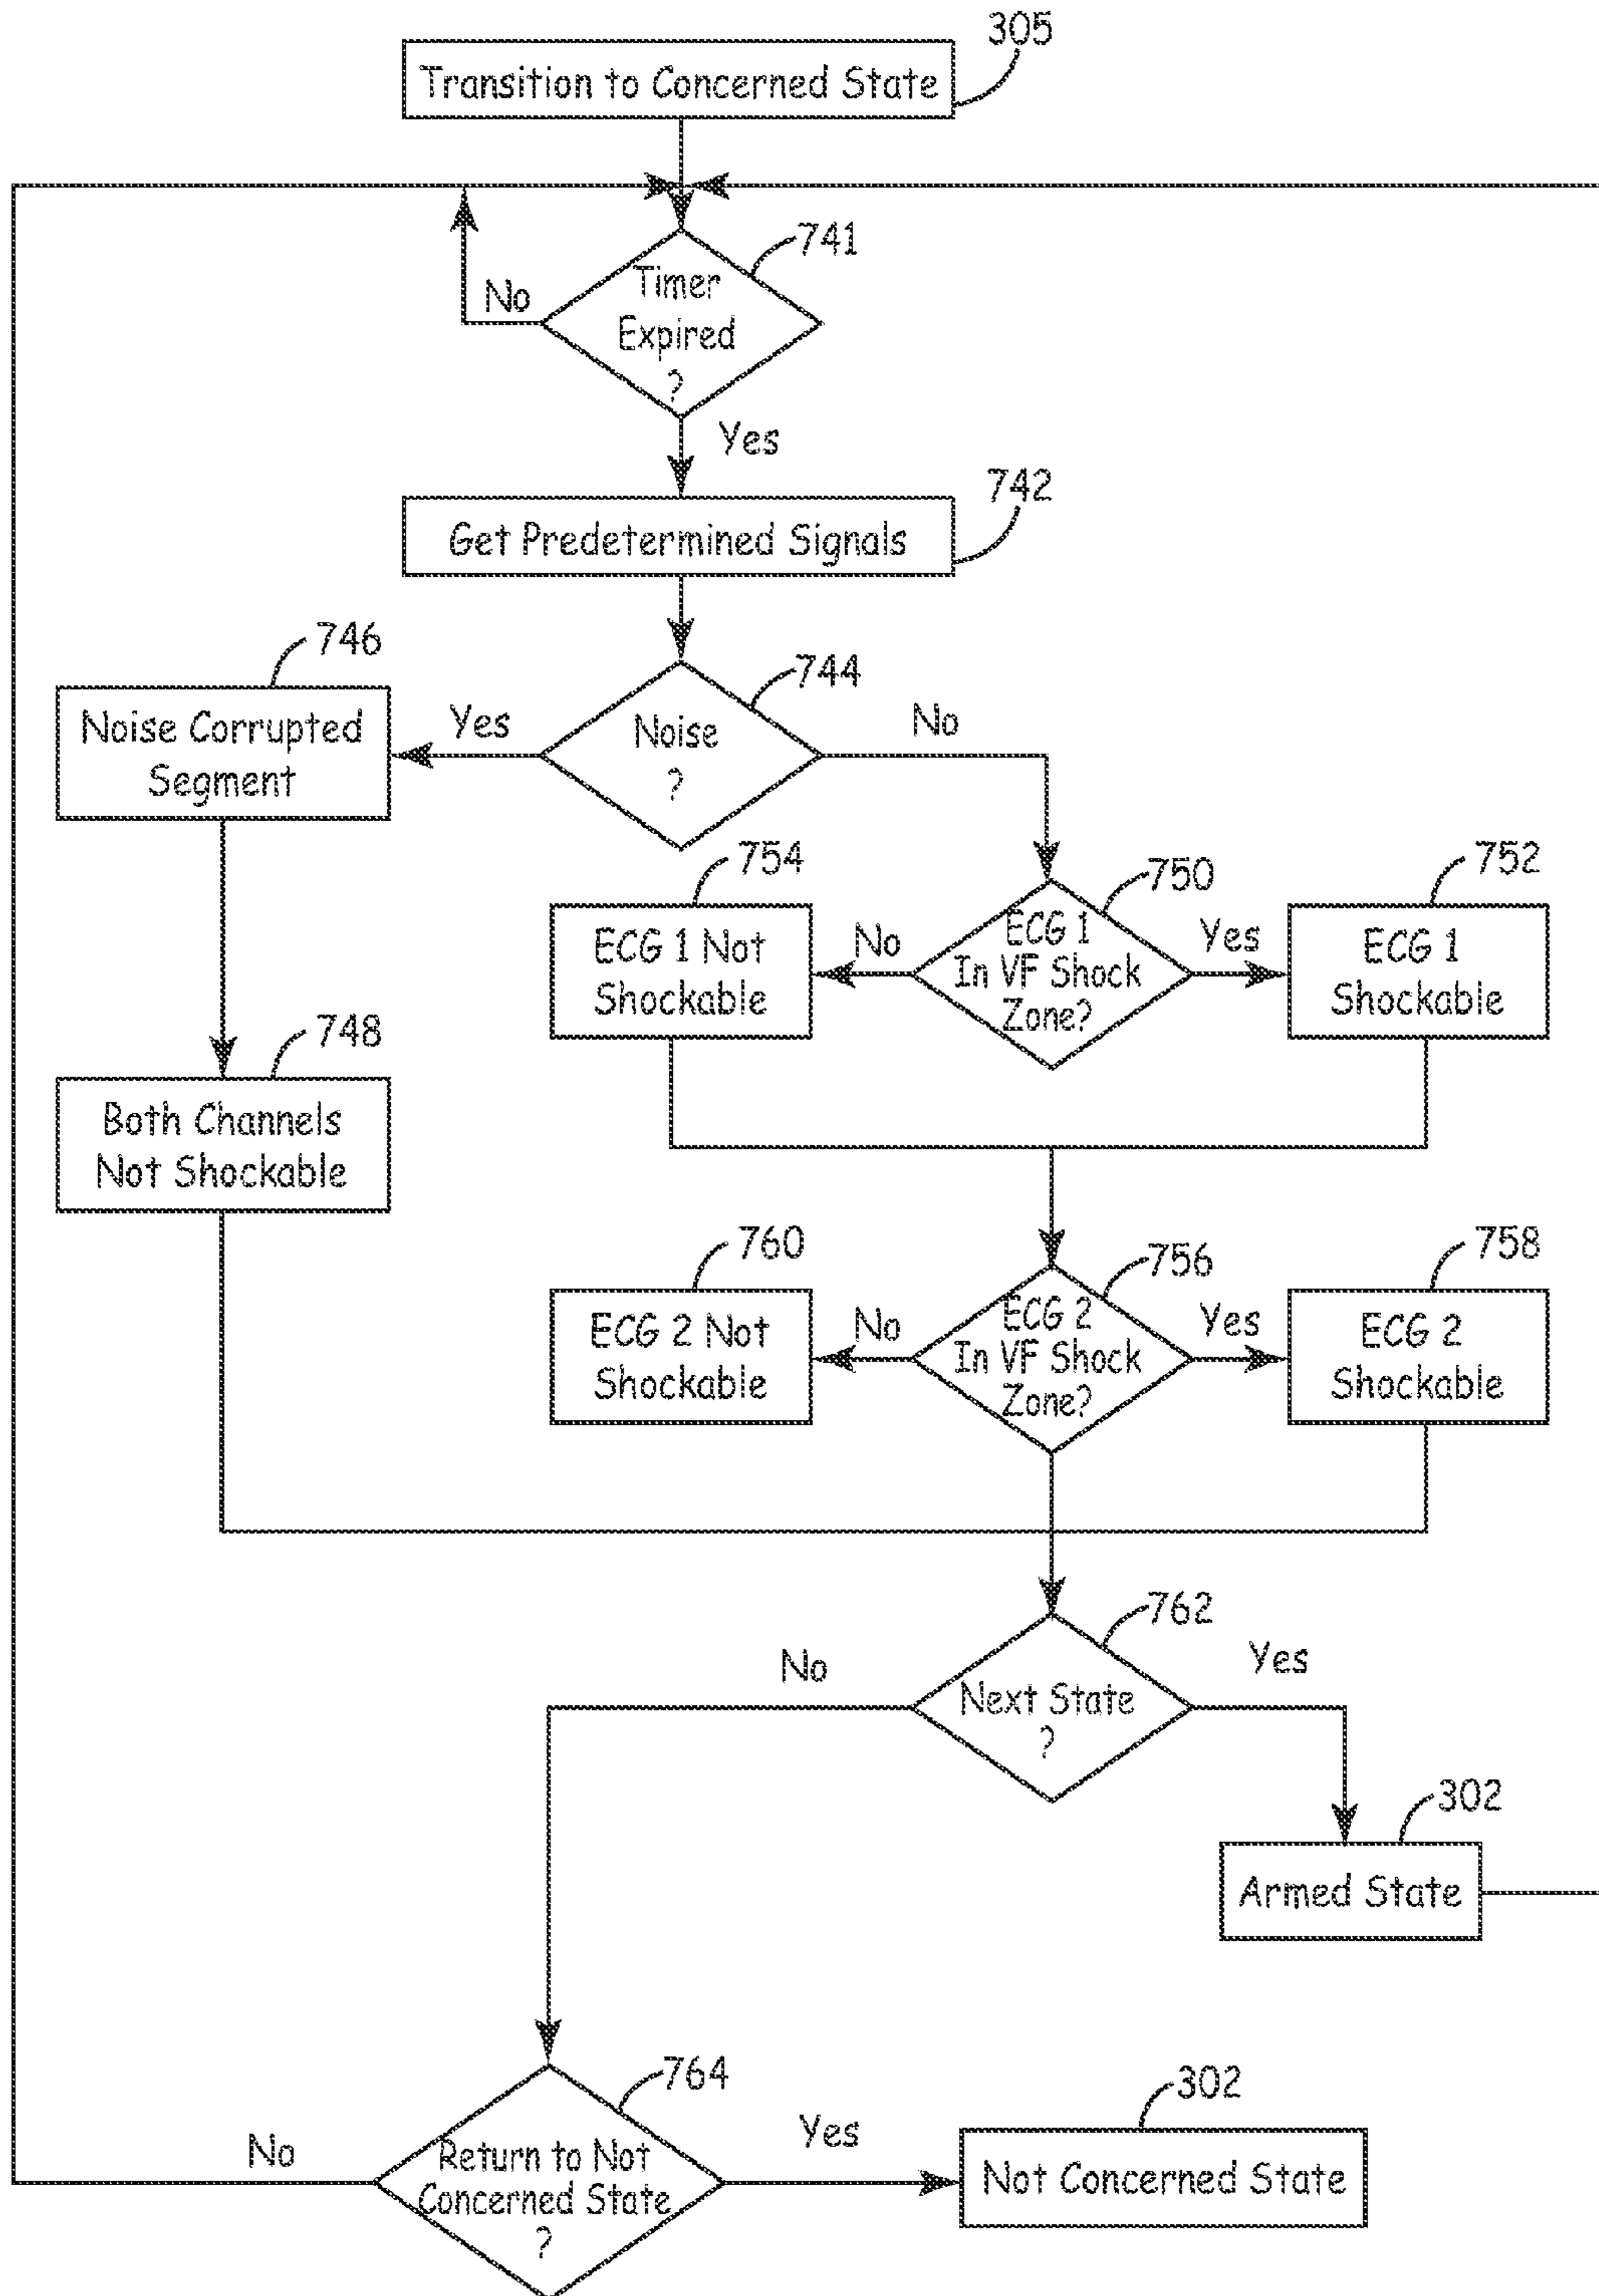 305
Transition to Concerned State
741
Timer
Expired
?
No
Yes
742
Get Predetermined Signals
746
744
Noise Corrupted
Segment
Yes
Noise
?
No
754
750
752
ECG 1 Not
Shockable
No
ECG 1
In VF Shock
Zone?
Yes
ECG 1
Shockable
748
Both Channels
Not Shockable
760
756
758
ECG 2 Not
Shockable
No
ECG 2
In VF Shock
Zone?
Yes
ECG 2
Shockable
762
No
Next State
?
Yes
302
Armed State
764
No
Return to Not
Concerned State
?
Yes
302
Not Concerned State